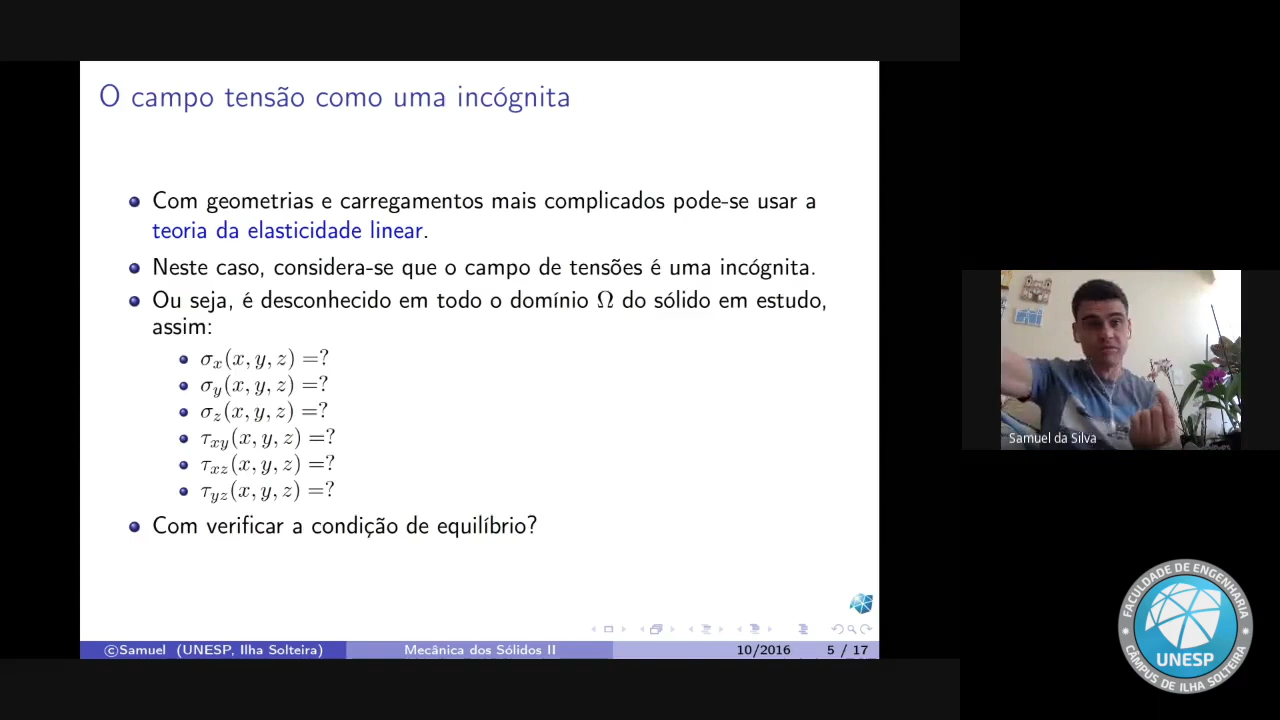 O campo tensão como uma incógnita
Com geometrias e carregamentos mais complicados pode-se usar a
teoria da elasticidade linear.
Neste caso, considera-se que o campo de tensões é uma incógnita.
Ou seja, é desconhecido em todo o domínio Ω do sólido em estudo,
assim:
σx(x, y, z) =?
σy(x, y, z) =?
σz(x, y, z) =?
τxy(x, y, z) =?
τxz(x, y, z) =?
τyz(x, y, z) =?
Com verificar a condição de equilíbrio?
©Samuel (UNESP, Ilha Solteira)
Mecânica dos Sólidos II
10/2016
5 / 17
Samuel da Silva
FACULDADE DE ENGENHARIA
UNESP
CÂMPUS DE ILHA SOLTEIRA